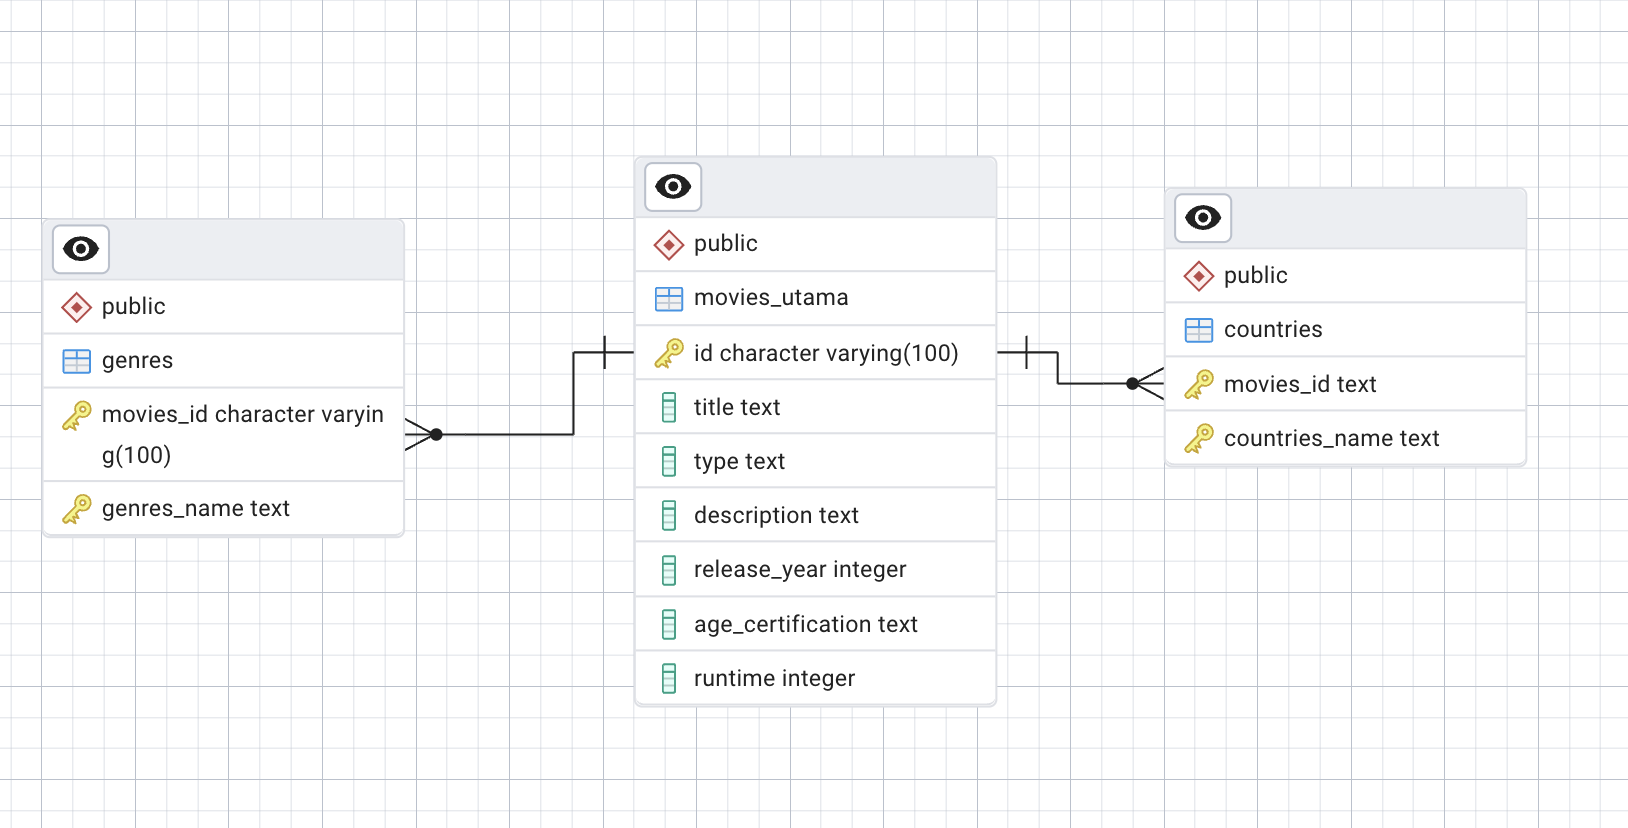 public
genres
movies_id character varyin
g(100)
genres_name text
public
movies_utama
id character varying(100)
title text
type text
description text
release_year integer
age_certification text
runtime integer
public
countries
movies_id text
countries_name text